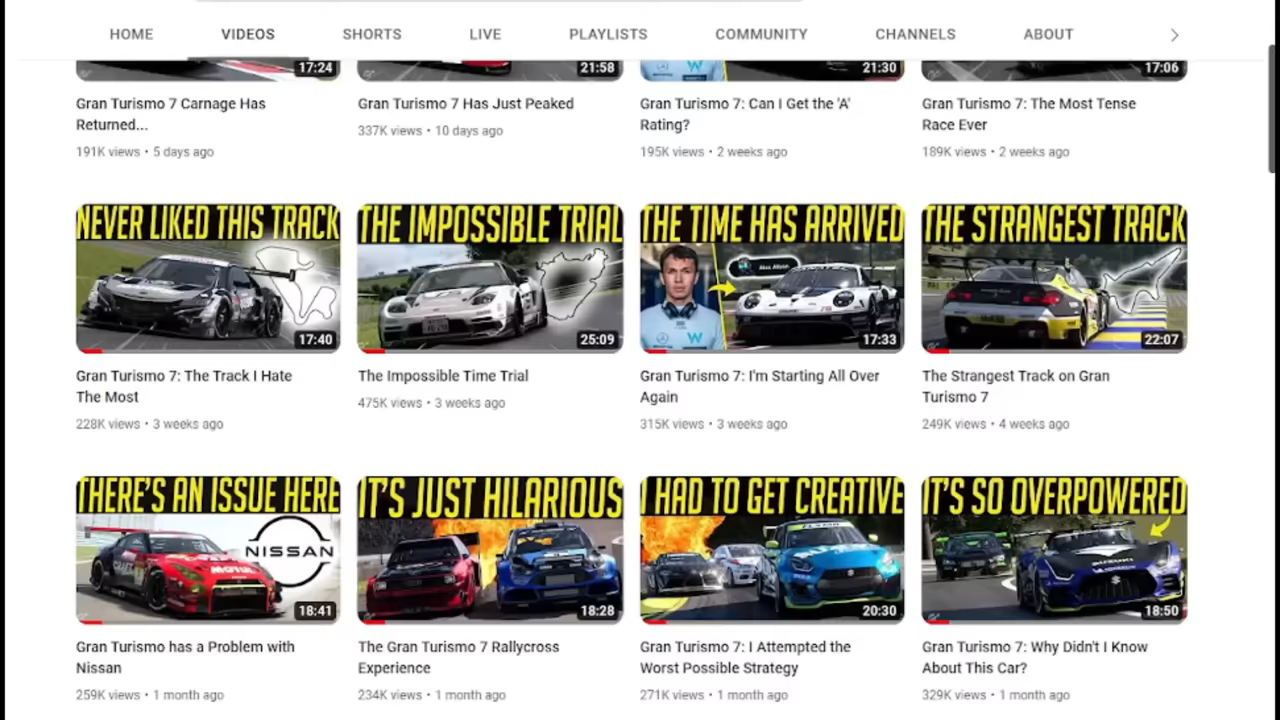 HOME VIDEOS SHORTS LIVE PLAYLISTS COMMUNITY CHANNELS ABOUT
17:24 21:58 21:30 17:06
Gran Turismo 7 Carnage Has
Returned...
191K views • 5 days ago
Gran Turismo 7 Has Just Peaked
337K views • 10 days ago
Gran Turismo 7: Can I Get the 'A'
Rating?
195K views • 2 weeks ago
Gran Turismo 7: The Most Tense
Race Ever
189K views • 2 weeks ago
NEVER LIKED THIS TRACK
17:40
Gran Turismo 7: The Track I Hate
The Most
228K views • 3 weeks ago
THE IMPOSSIBLE TRIAL
25:09
The Impossible Time Trial
475K views • 3 weeks ago
THE TIME HAS ARRIVED
17:33
Gran Turismo 7: I'm Starting All Over
Again
315K views • 3 weeks ago
THE STRANGEST TRACK
22:07
The Strangest Track on Gran
Turismo 7
249K views • 4 weeks ago
THERE'S AN ISSUE HERE
NISSAN
MOTUL
18:41
Gran Turismo has a Problem with
Nissan
259K views • 1 month ago
IT'S JUST HILARIOUS
18:28
The Gran Turismo 7 Rallycross
Experience
234K views • 1 month ago
I HAD TO GET CREATIVE
20:30
Gran Turismo 7: I Attempted the
Worst Possible Strategy
271K views • 1 month ago
IT'S SO OVERPOWERED
18:50
Gran Turismo 7: Why Didn't I Know
About This Car?
329K views • 1 month ago